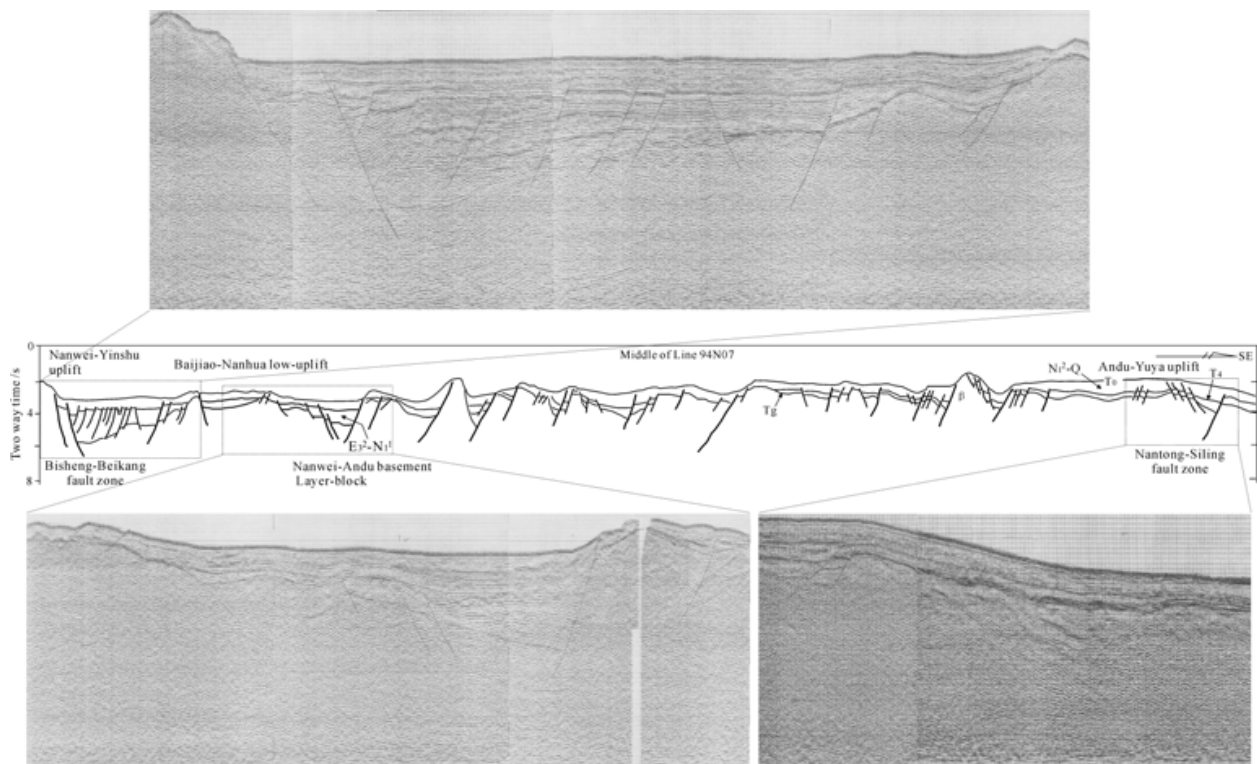 0
Nanwei-Yinshu
uplift
Baijiao-Nanhua low-uplift
Middle of Line 94N07
SE
N₁²-Q
T₀
Andu-Yuya uplift
T₄
Two way time /s
4
Tg
β
E₃²-N₁¹
Bisheng-Beikang
fault zone
Nanwei-Andu basement
Layer-block
Nantong-Siling
fault zone
8